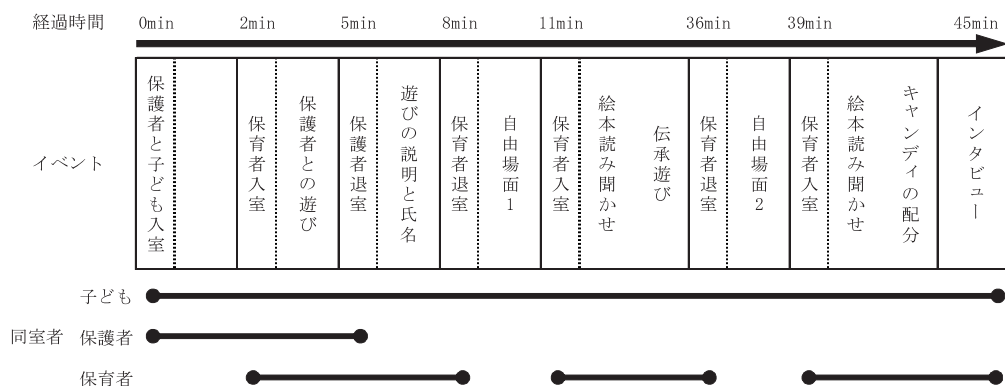 経過時間 0min 2min 5min 8min 11min 36min 39min 45min
イベント
保護者と子ども入室
保育者入室
保護者との遊び
保護者退室
遊びの説明と氏名
保育者退室
自由場面1
保育者入室
絵本読み聞かせ
伝承遊び
保育者退室
自由場面2
保育者入室
絵本読み聞かせ
キャンディの配分
インタビュー
子ども
同室者 保護者
保育者